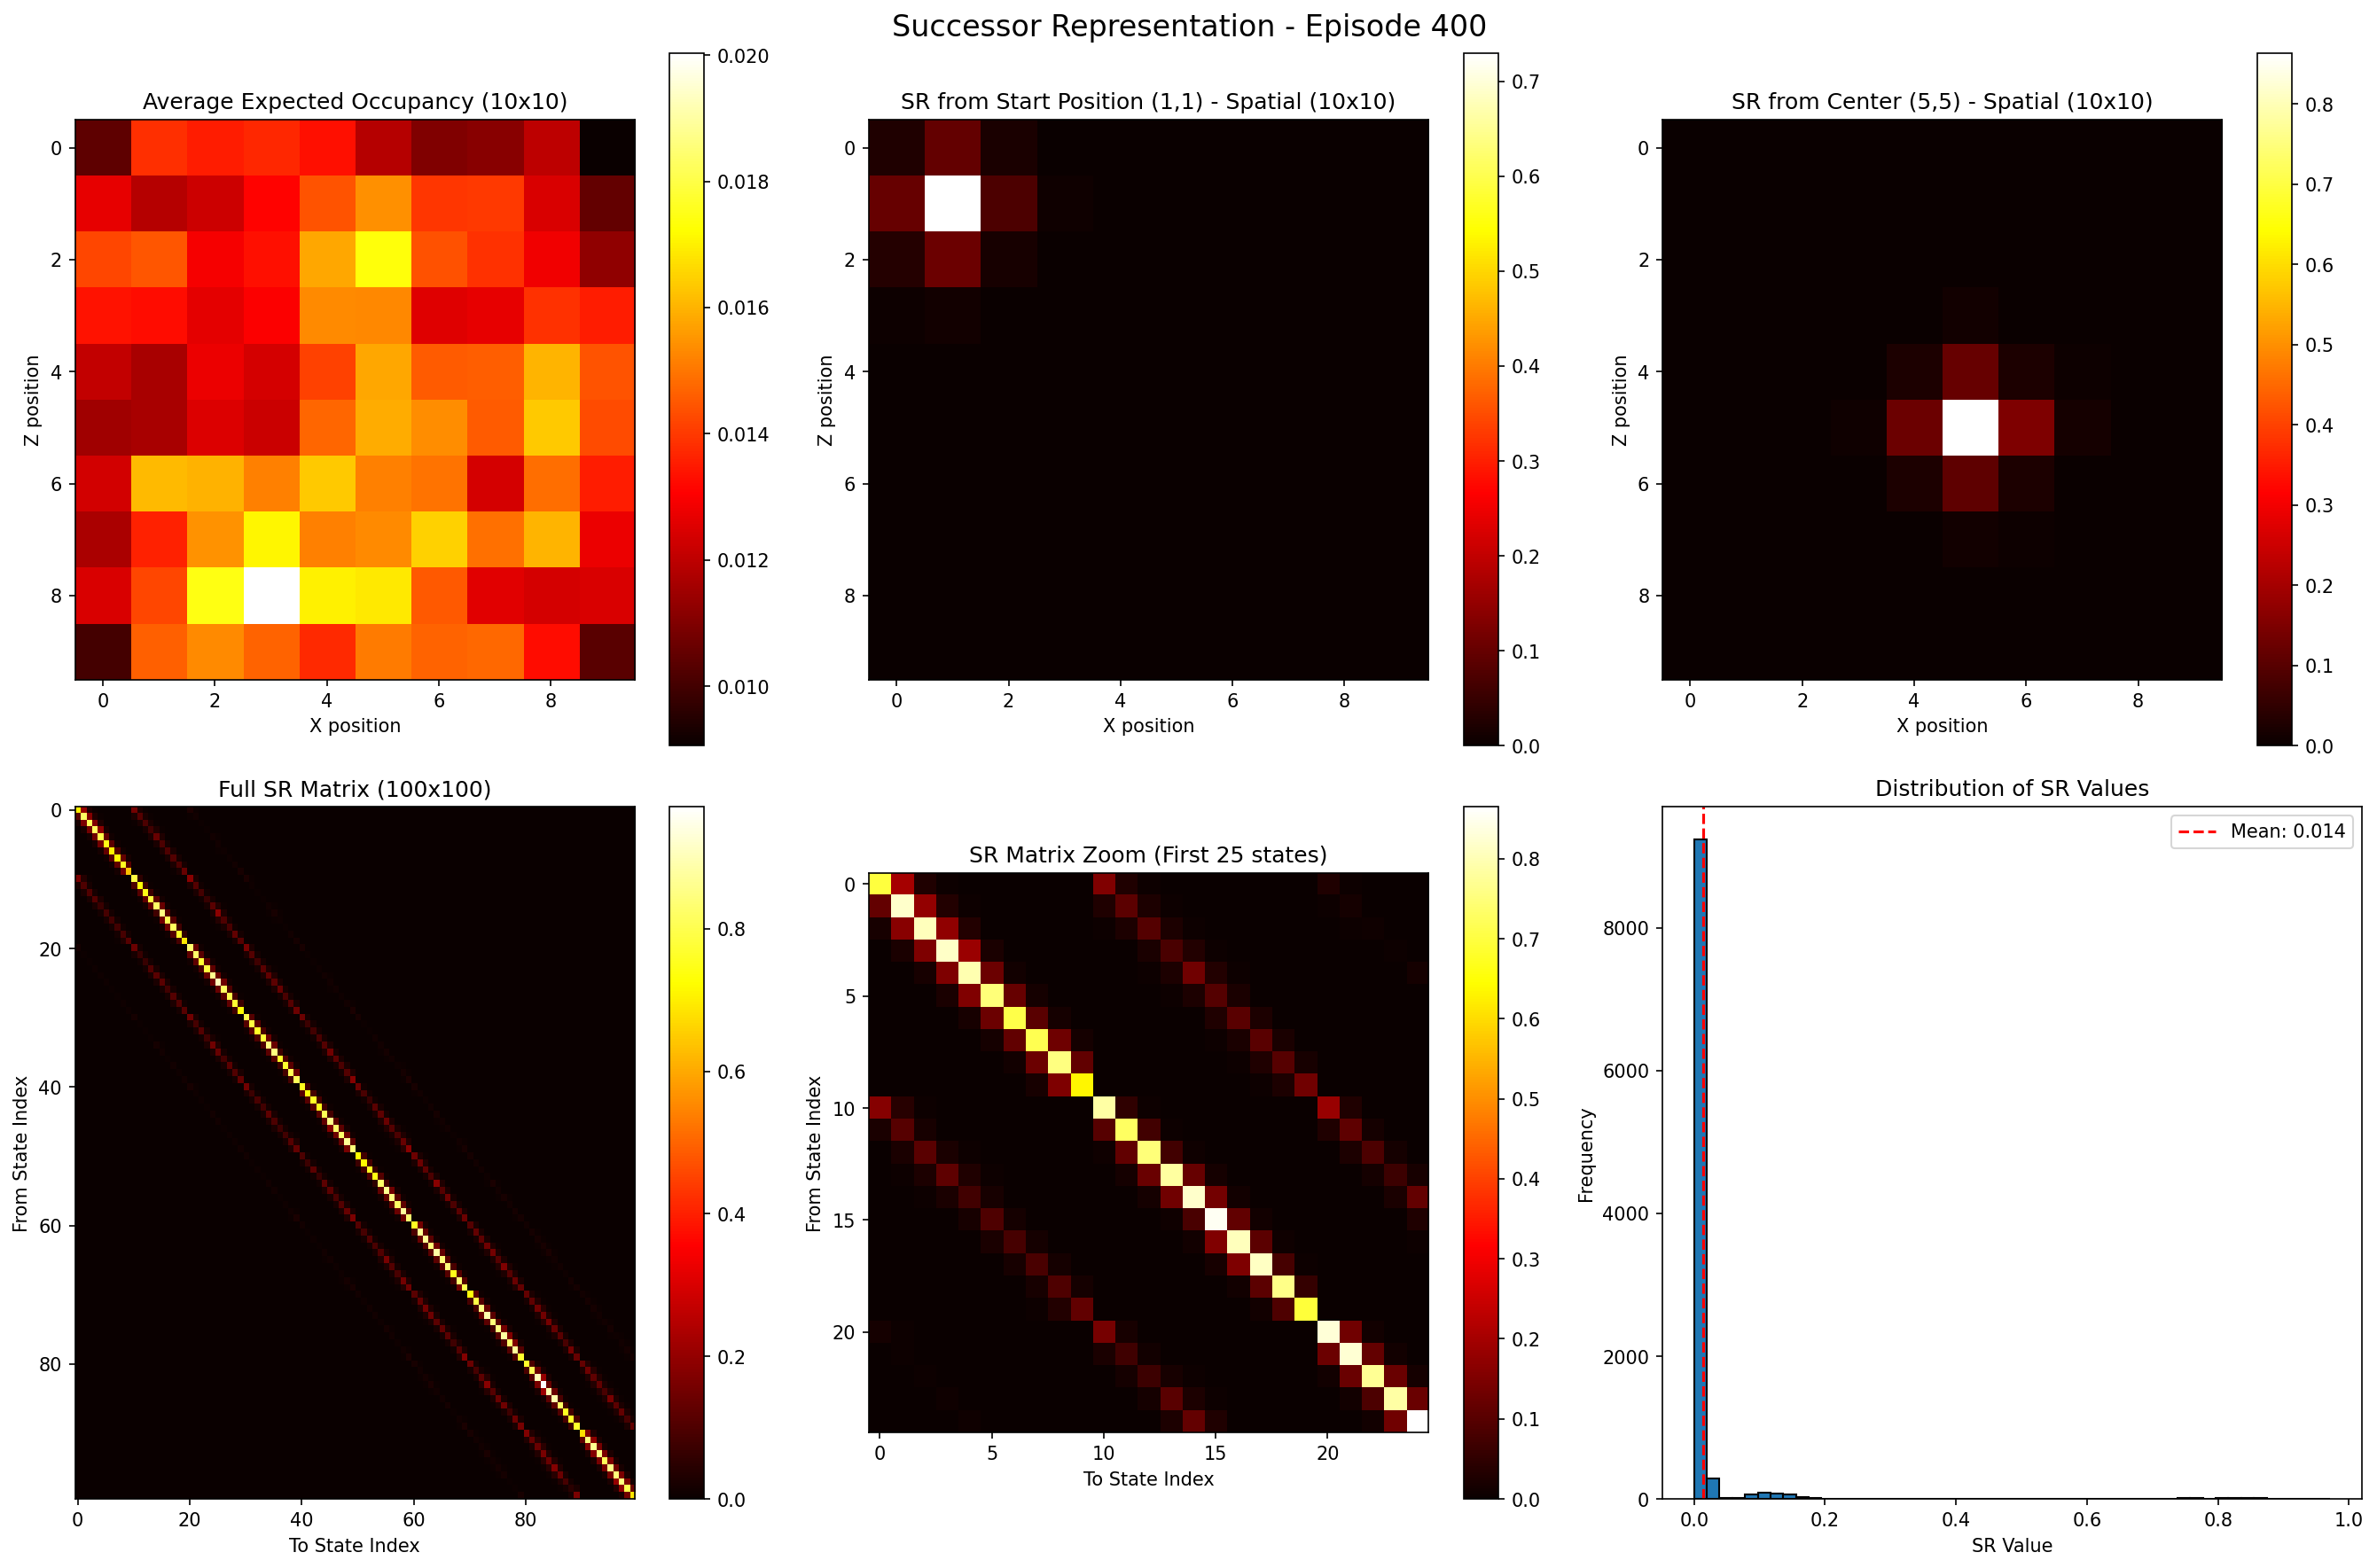 Successor Representation - Episode 400
Average Expected Occupancy (10x10)
0
2
4
6
8
Z position
0 2 4 6 8
X position
0.020
0.018
0.016
0.014
0.012
0.010
SR from Start Position (1,1) - Spatial (10x10)
0
2
4
6
8
Z position
0 2 4 6 8
X position
0.7
0.6
0.5
0.4
0.3
0.2
0.1
0.0
SR from Center (5,5) - Spatial (10x10)
0
2
4
6
8
Z position
0 2 4 6 8
X position
0.8
0.7
0.6
0.5
0.4
0.3
0.2
0.1
0.0
Full SR Matrix (100x100)
0
20
40
60
80
From State Index
0 20 40 60 80
To State Index
0.8
0.6
0.4
0.2
0.0
SR Matrix Zoom (First 25 states)
0
5
10
15
20
From State Index
0 5 10 15 20
To State Index
0.8
0.7
0.6
0.5
0.4
0.3
0.2
0.1
0.0
Distribution of SR Values
Mean: 0.014
8000
6000
4000
2000
0
Frequency
0.0 0.2 0.4 0.6 0.8 1.0
SR Value